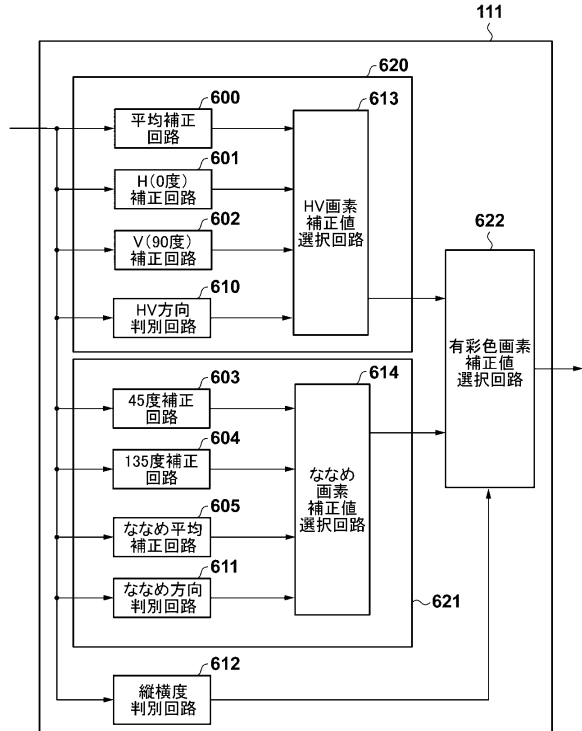 111
620
600
平均補正
回路
613
601
H(0度)
補正回路
602
V(90度)
補正回路
HV画素
補正値
選択回路
610
HV方向
判別回路
622
有彩色画素
補正値
選択回路
603
45度補正
回路
614
604
135度補正
回路
ななめ
画素
補正値
選択回路
605
ななめ平均
補正回路
611
ななめ方向
判別回路
621
612
縦横度
判別回路